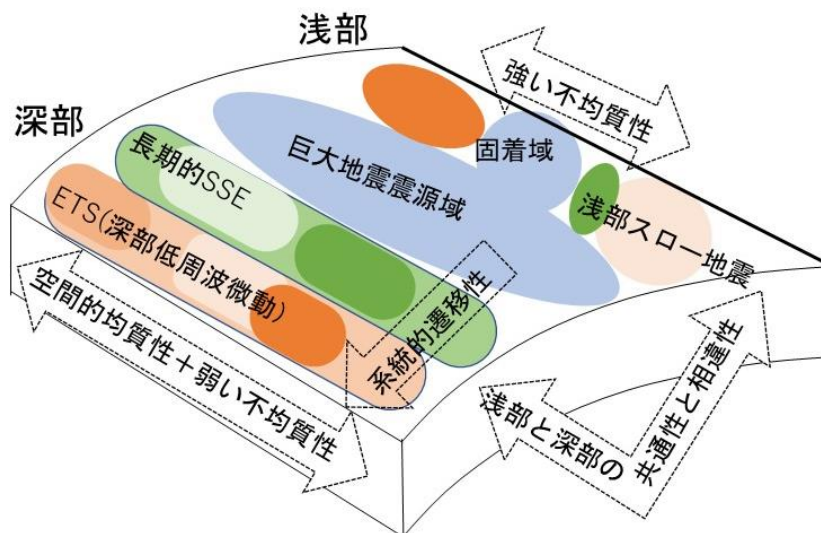 浅部
深部
強い不均質性
固着域
巨大地震震源域
長期的SSE
浅部スロー地震
ETS(深部低周波微動)
系統的遷移性
空間的均質性＋弱い不均質性
浅部と深部の
共通性と相違性